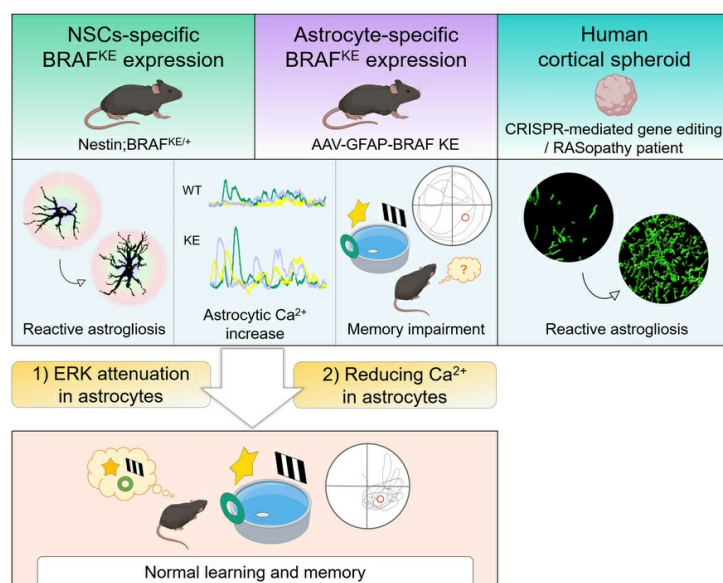 NSCs-specific
BRAFᴷᴱ expression
Nestin;BRAFᴷᴱ/⁺
Astrocyte-specific
BRAFᴷᴱ expression
AAV-GFAP-BRAF KE
Human
cortical spheroid
CRISPR-mediated gene editing
/ RASopathy patient
Reactive astrogliosis
WT
KE
Astrocytic Ca²⁺
increase
?
Memory impairment
Reactive astrogliosis
1) ERK attenuation
in astrocytes
2) Reducing Ca²⁺
in astrocytes
Normal learning and memory